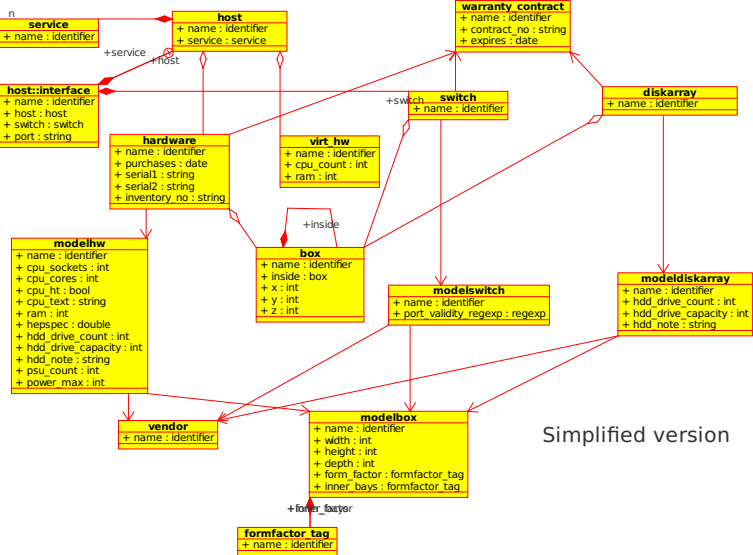 n
service
+ name : identifier
host
+ name : identifier
+ service : service
warranty_contract
+ name : identifier
+ contract_no : string
+ expires : date
+service
+host
host::interface
+ name : identifier
+ host : host
+ switch : switch
+ port : string
+switch
switch
+ name : identifier
diskarray
+ name : identifier
hardware
+ name : identifier
+ purchases : date
+ serial1 : string
+ serial2 : string
+ inventory_no : string
virt_hw
+ name : identifier
+ cpu_count : int
+ ram : int
+inside
modelhw
+ name : identifier
+ cpu_sockets : int
+ cpu_cores : int
+ cpu_ht : bool
+ cpu_text : string
+ ram : int
+ hepspec : double
+ hdd_drive_count : int
+ hdd_drive_capacity : int
+ hdd_note : string
+ psu_count : int
+ power_max : int
box
+ name : identifier
+ inside : box
+ x : int
+ y : int
+ z : int
modelswitch
+ name : identifier
+ port_validity_regexp : regexp
modeldiskarray
+ name : identifier
+ hdd_drive_count : int
+ hdd_drive_capacity : int
+ hdd_note : string
vendor
+ name : identifier
modelbox
+ name : identifier
+ width : int
+ height : int
+ depth : int
+ form_factor : formfactor_tag
+ inner_bays : formfactor_tag
Simplified version
formfactor_tag
+ name : identifier